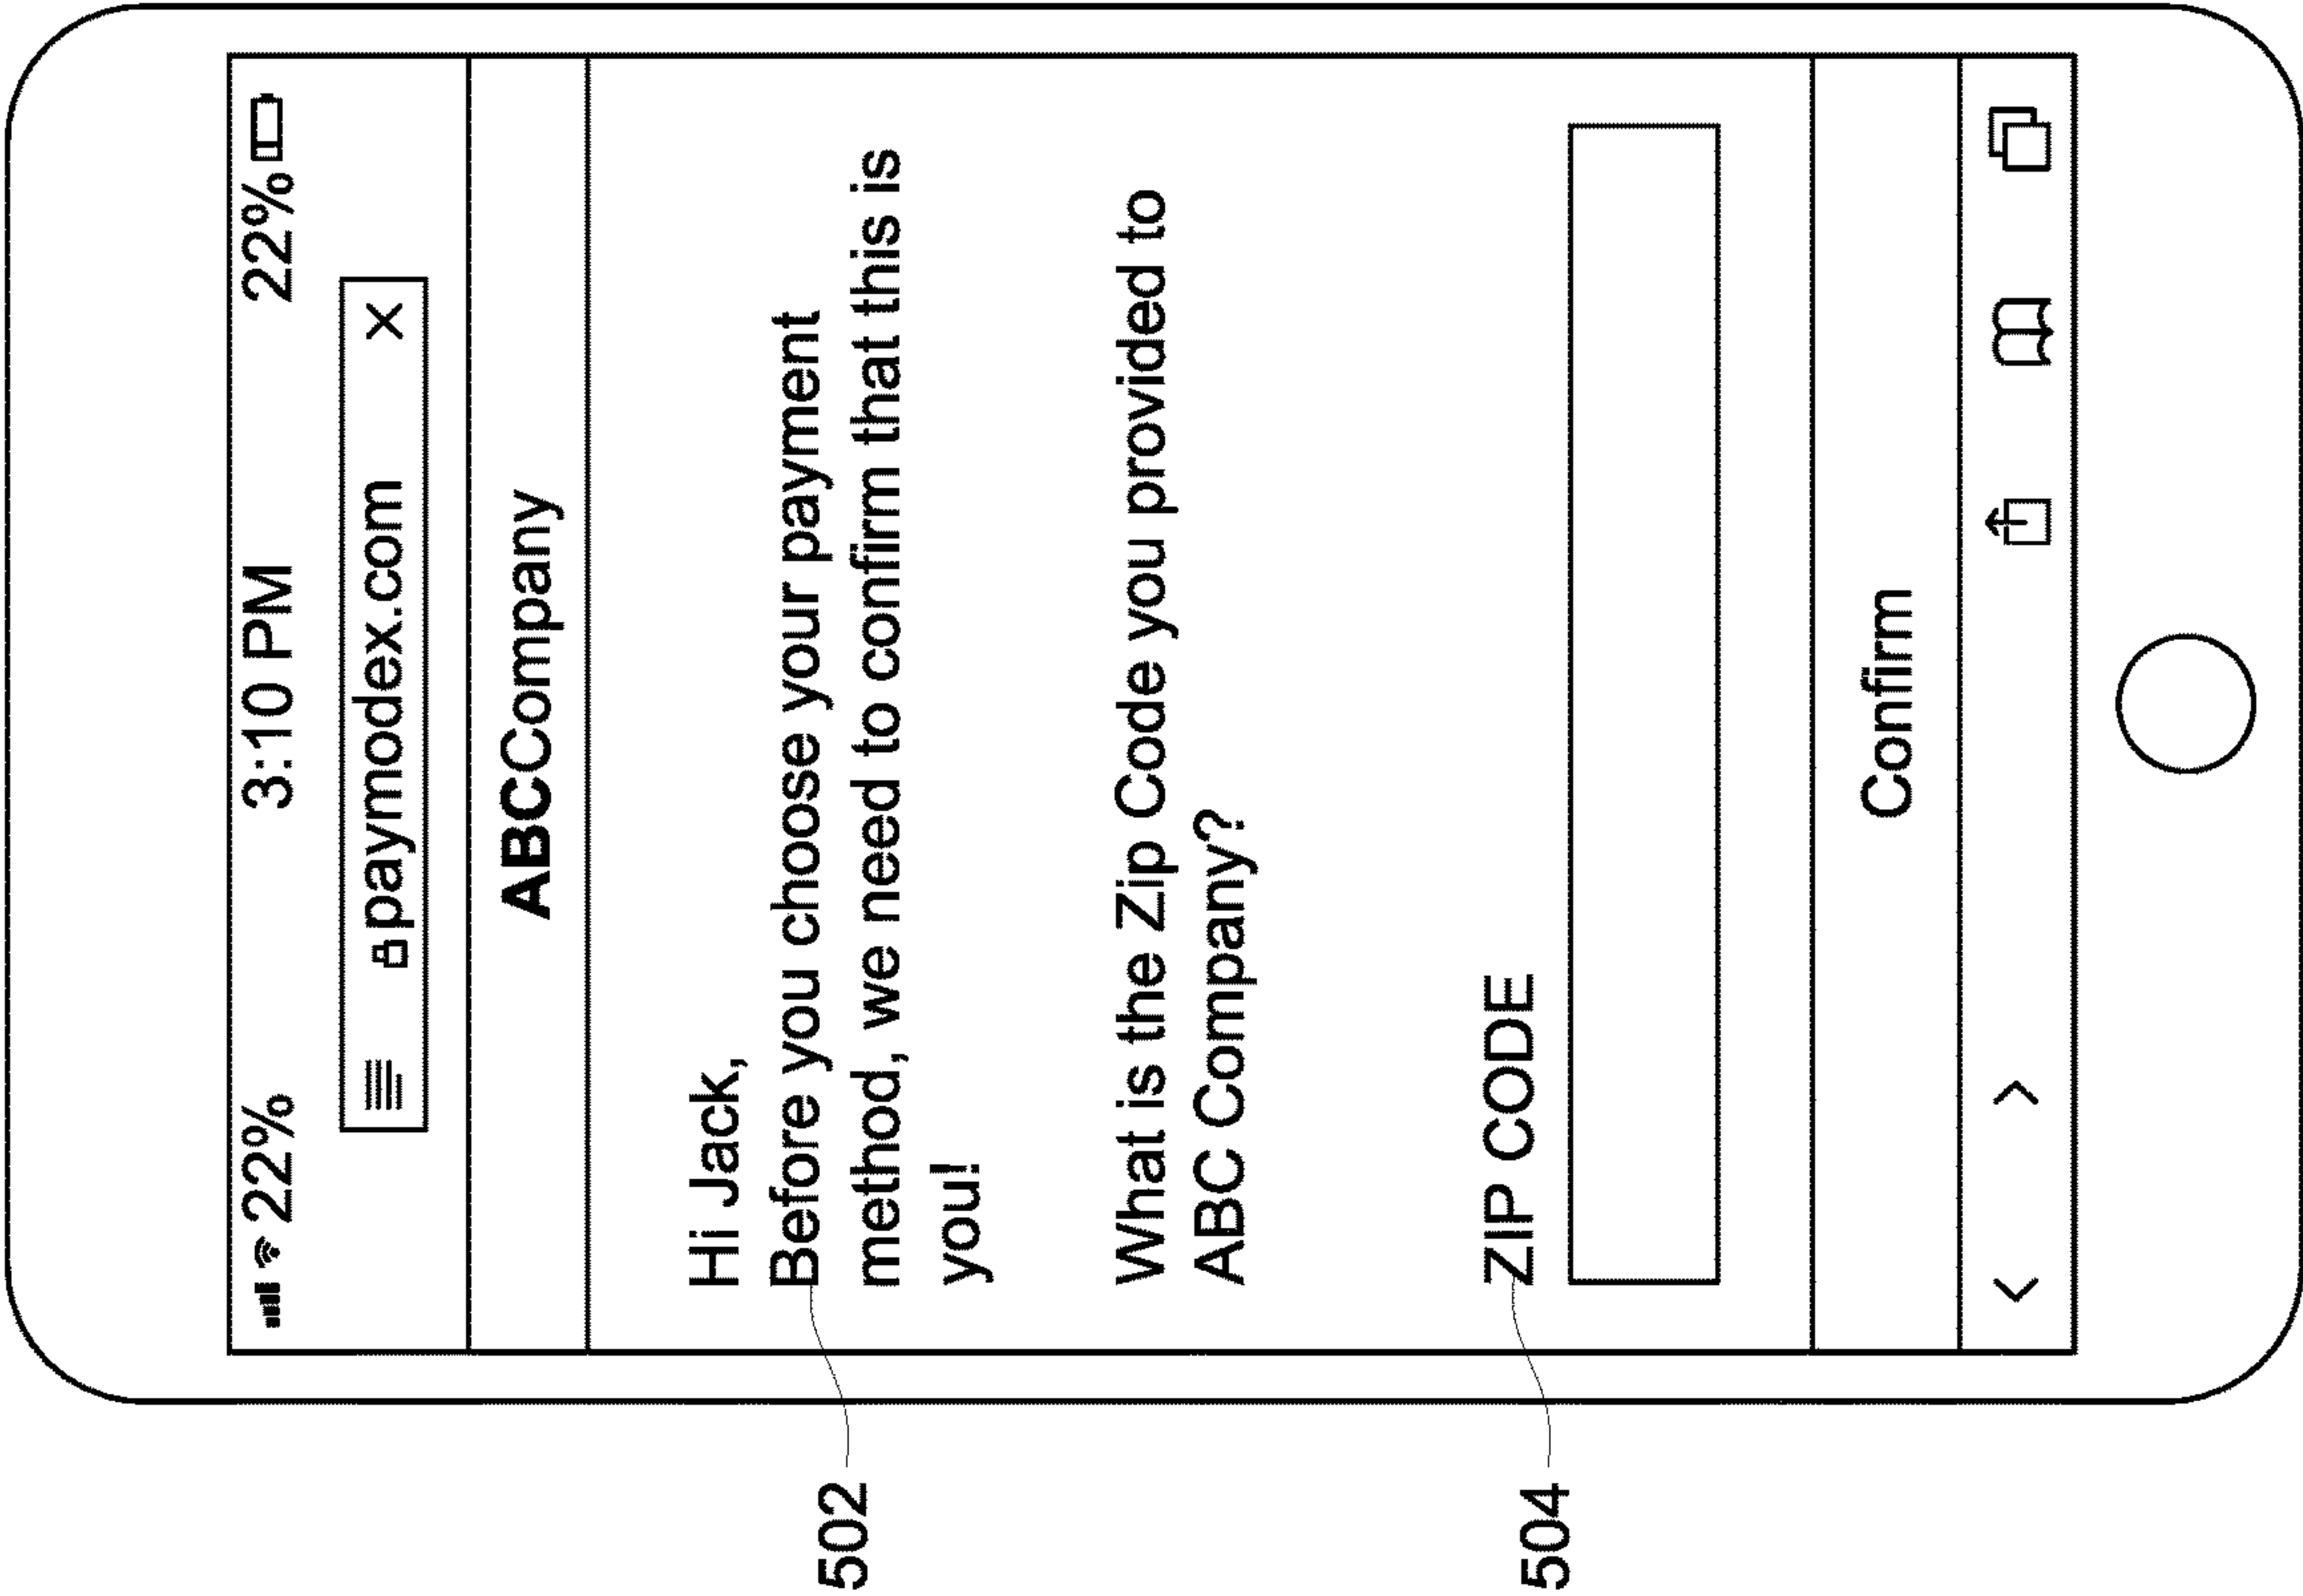 22% 3:10 PM 22%
paymodex.com X
ABCCompany
Hi Jack,
Before you choose your payment
method, we need to confirm that this is
you!
What is the Zip Code you provided to
ABC Company?
ZIP CODE
Confirm
502
504